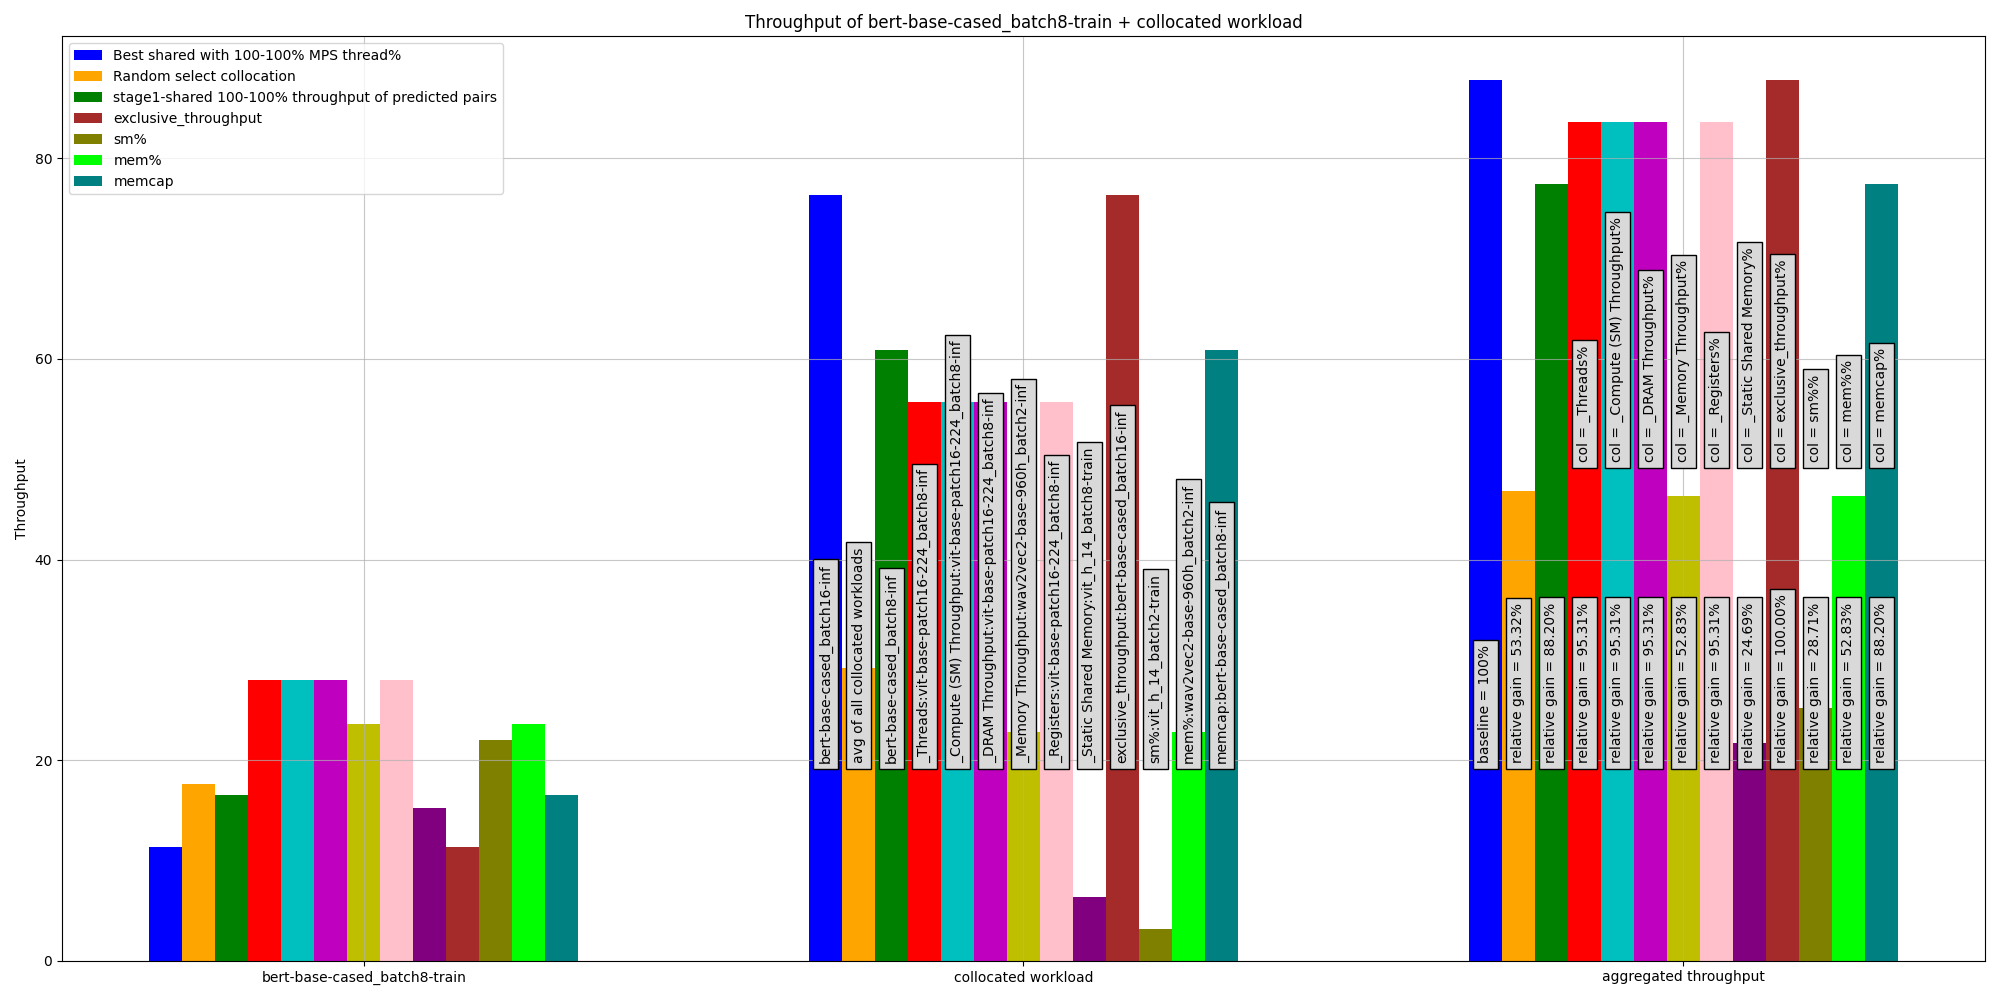 Throughput of bert-base-cased_batch8-train + collocated workload
Best shared with 100-100% MPS thread%
Random select collocation
stage1-shared 100-100% throughput of predicted pairs
exclusive_throughput
sm%
mem%
memcap
Throughput
80
60
40
20
0
bert-base-cased_batch16-inf
avg of all collocated workloads
bert-base-cased_batch8-inf
_Threads:vit-base-patch16-224_batch8-inf
_Compute (SM) Throughput:vit-base-patch16-224_batch8-inf
_DRAM Throughput:vit-base-patch16-224_batch8-inf
_Memory Throughput:wav2vec2-base-960h_batch2-inf
_Registers:vit-base-patch16-224_batch8-inf
_Static Shared Memory:vit_h_14_batch8-train
exclusive_throughput:bert-base-cased_batch16-inf
sm%:vit_h_14_batch2-train
mem%:wav2vec2-base-960h_batch2-inf
memcap:bert-base-cased_batch8-inf
col = _Threads%
col = _Compute (SM) Throughput%
col = _DRAM Throughput%
col = _Memory Throughput%
col = _Registers%
col = _Static Shared Memory%
col = exclusive_throughput%
col = sm%%
col = mem%%
col = memcap%
baseline = 100%
relative gain = 53.32%
relative gain = 88.20%
relative gain = 95.31%
relative gain = 95.31%
relative gain = 95.31%
relative gain = 52.83%
relative gain = 95.31%
relative gain = 24.69%
relative gain = 100.00%
relative gain = 28.71%
relative gain = 52.83%
relative gain = 88.20%
bert-base-cased_batch8-train
collocated workload
aggregated throughput